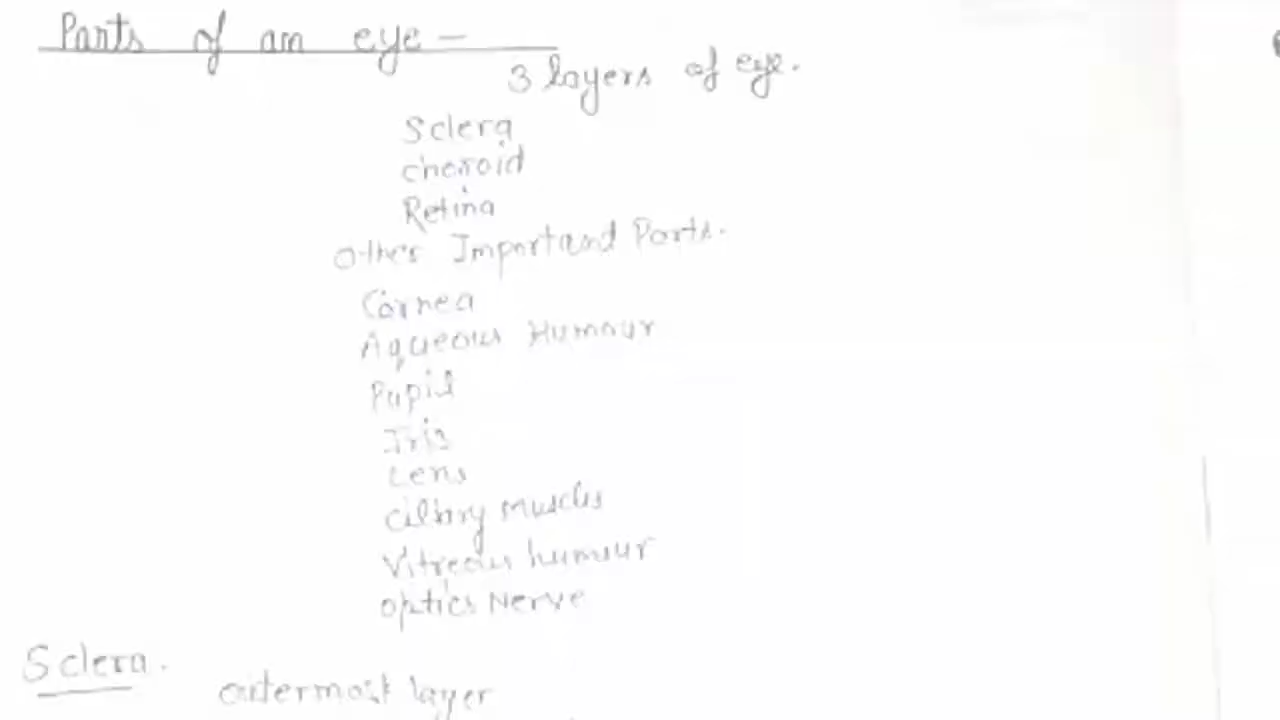 Parts of an eye –
3 layers of eye.
Sclera
choroid
Retina
Other Important Parts.
Cornea
Aqueous Humour
Pupil
Iris
Lens
Ciliary Muscles
Vitreous humour
optics Nerve
Sclera.
outermost layer